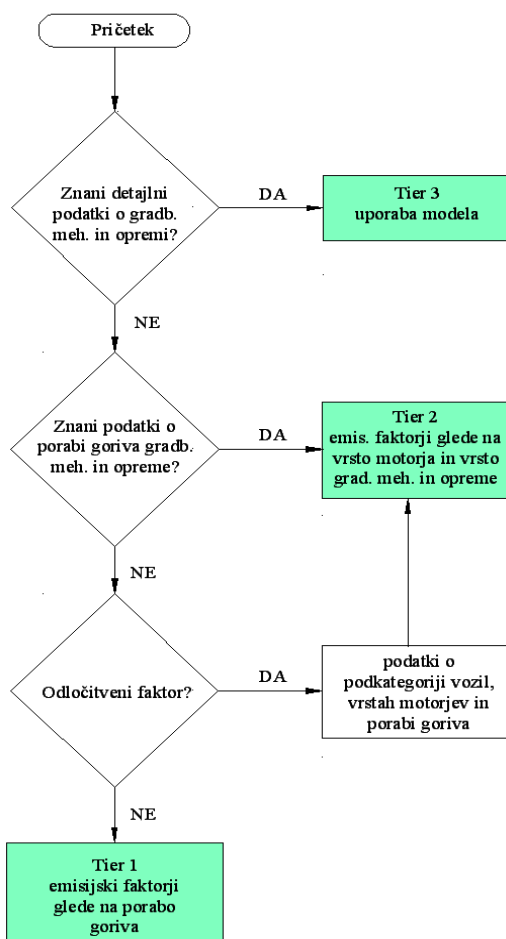 Pričetek
Znani detajlni
podatki o gradb.
meh. in opremi?
DA
Tier 3
uporaba modela
NE
Znani podatki o
porabi goriva gradb.
meh. in opreme?
DA
Tier 2
emis. faktorji glede na
vrsto motorja in vrsto
grad. meh. in opreme
NE
Odločitveni faktor?
DA
podatki o
podkategoriji vozil,
vrstah motorjev in
porabi goriva
NE
Tier 1
emisijski faktorji
glede na porabo
goriva